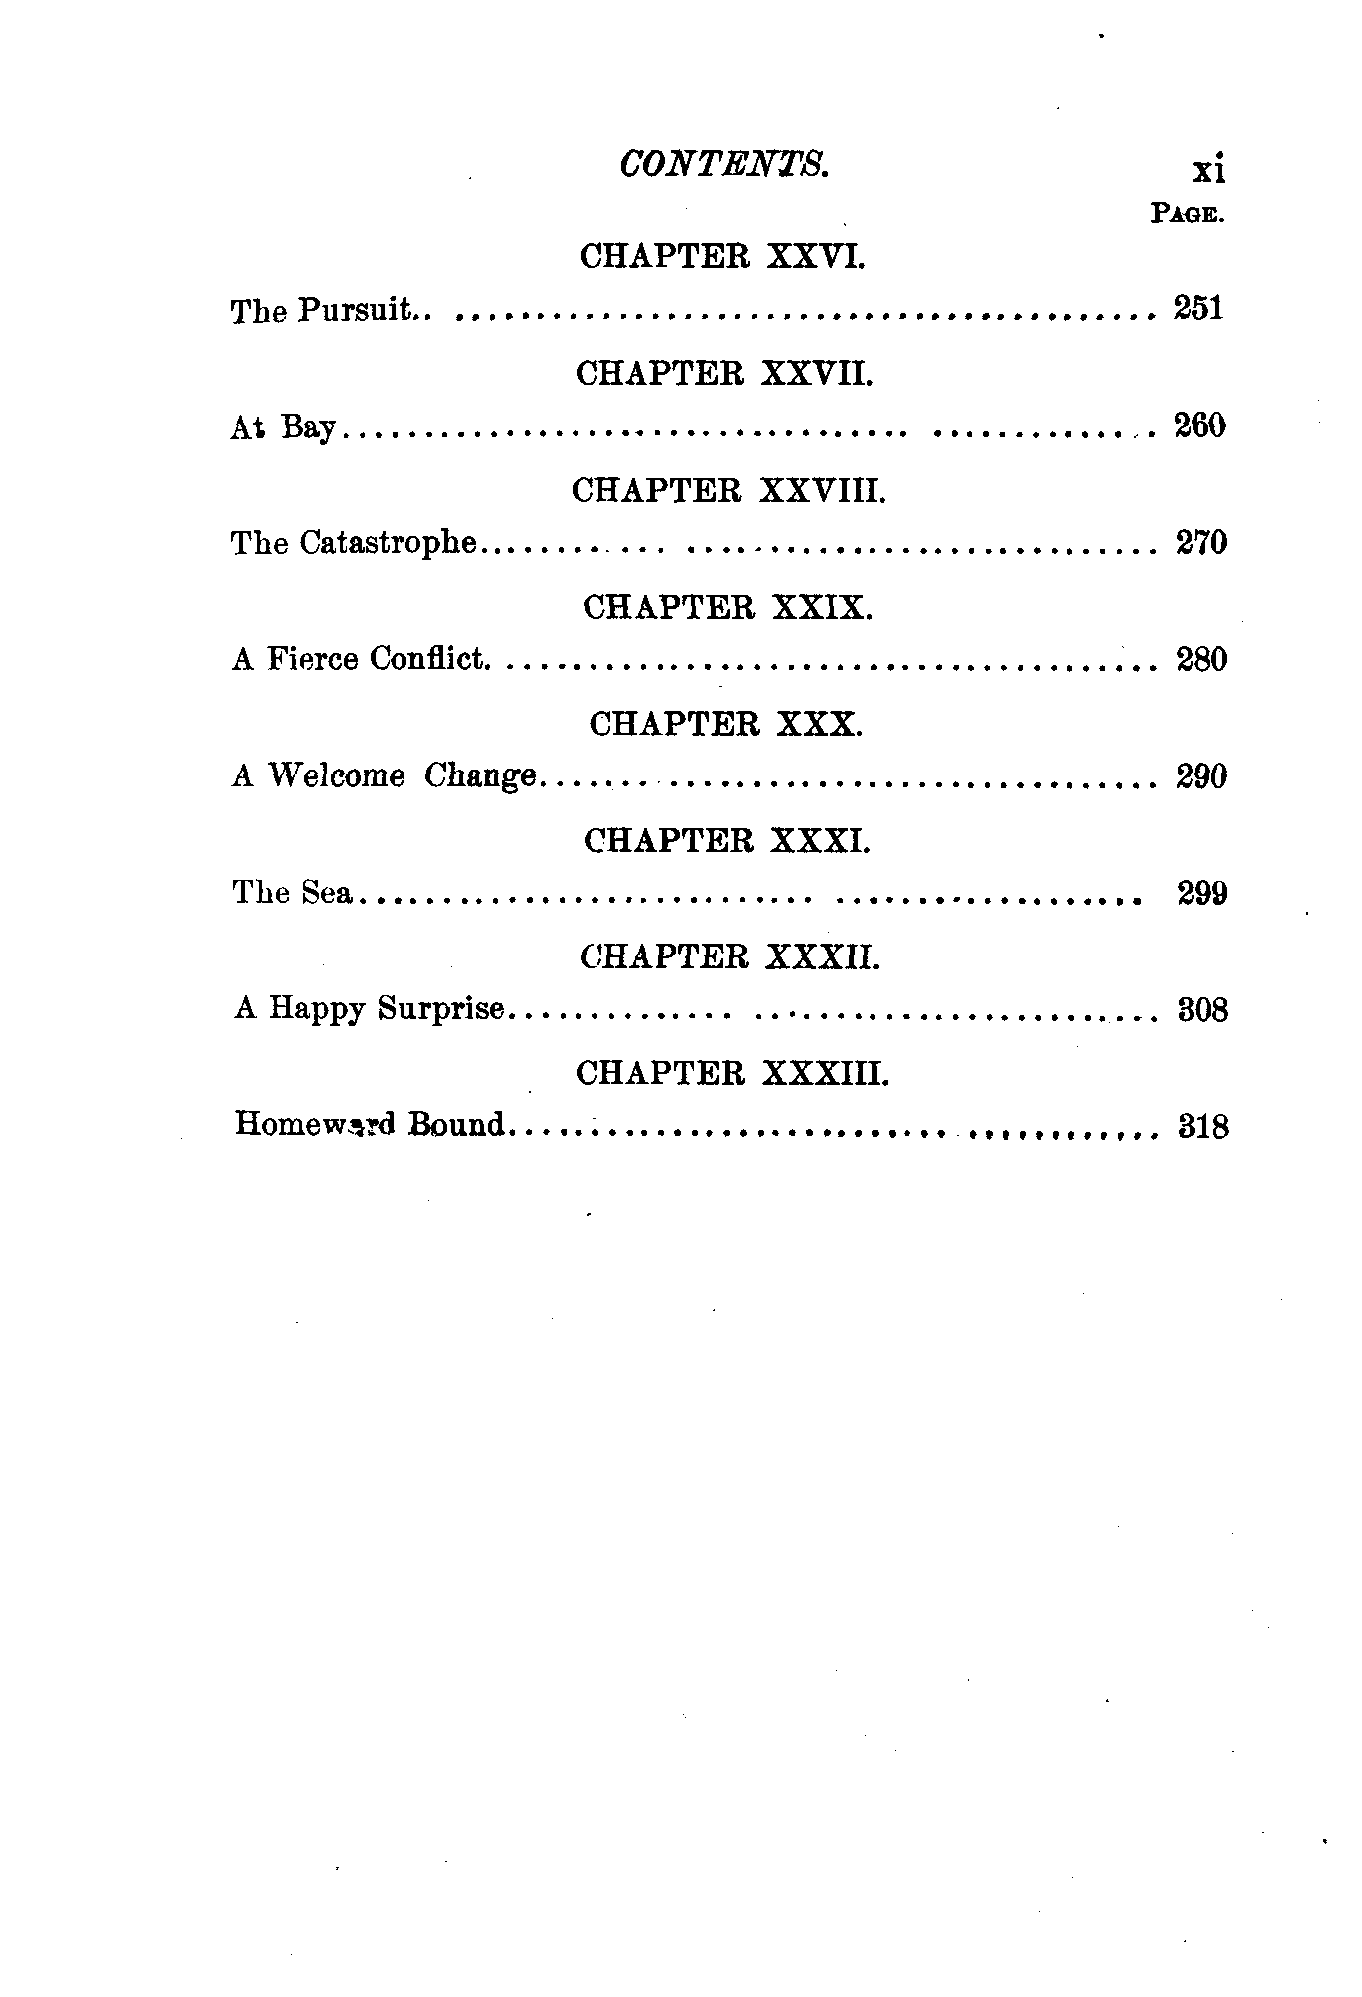 CONTENTS. xi
PAGE.
CHAPTER XXVI.
The Pursuit.. ........................................... 251
CHAPTER XXVII.
At Bay................................... .............. 260
CHAPTER XXVIII.
The Catastrophe............ ............................. 270
CHAPTER XXIX.
A Fierce Conflict. ........................................ 280
CHAPTER XXX.
A Welcome Change...................................... 290
CHAPTER XXXI.
The Sea............................ ................... 299
CHAPTER XXXII.
A Happy Surprise.............. ......................... 308
CHAPTER XXXIII.
Homeward Bound........................... ............ 318